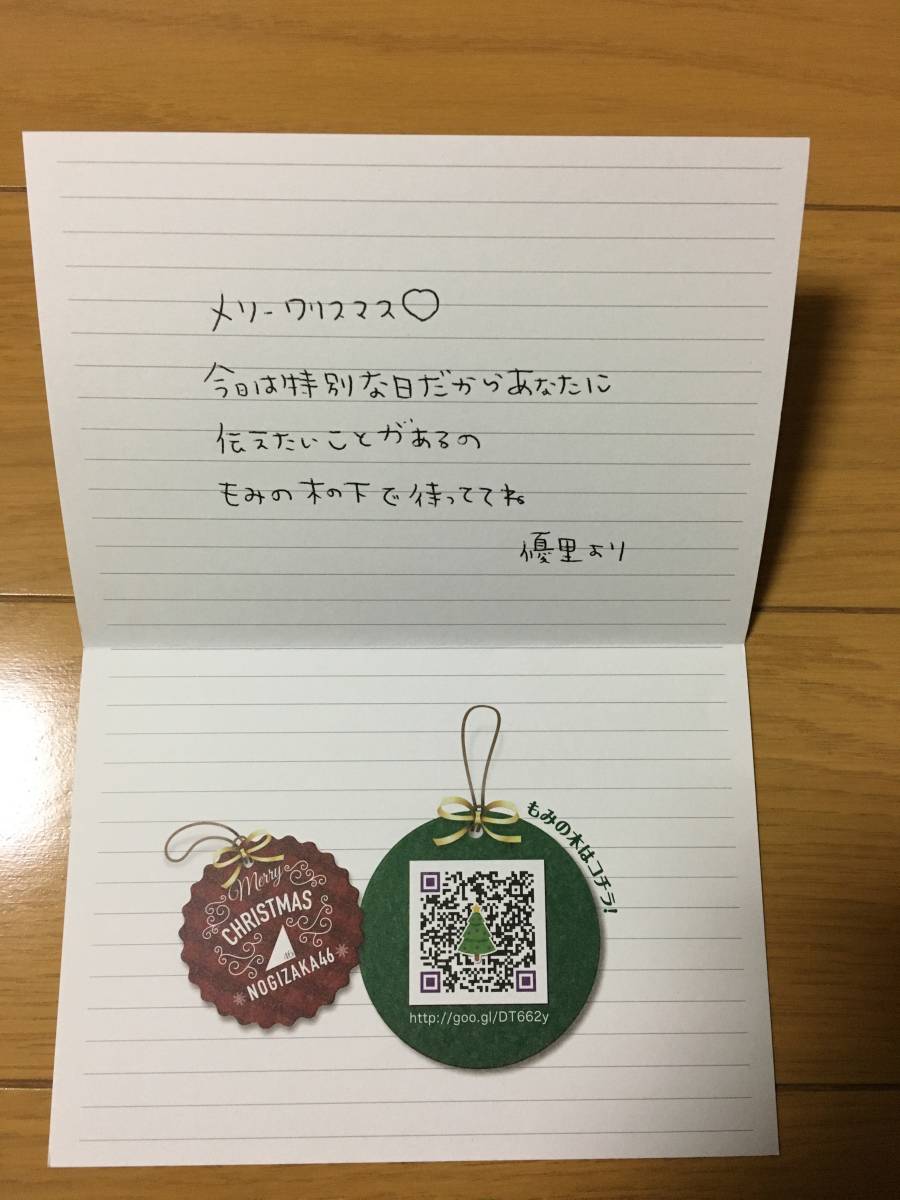 メリークリスマス♡
今日は特別な日だからあなたに
伝えたいことがあるの
もみの木の下で待っててね
優里より
もみの木はコチラ!
Merry
CHRISTMAS
46
NOGIZAKA46
http://goo.gl/DT662y